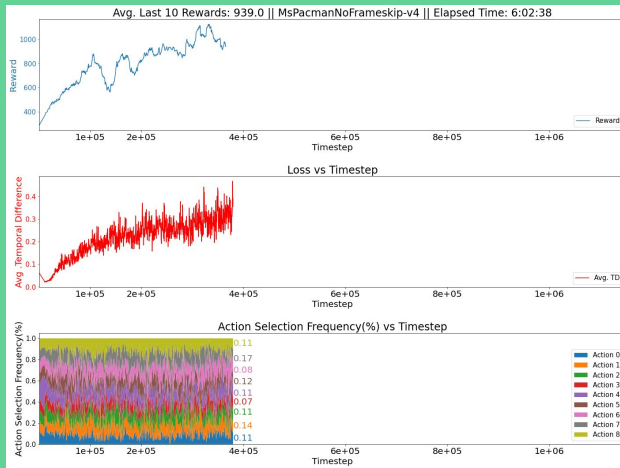 Avg. Last 10 Rewards: 939.0 || MsPacmanNoFrameskip-v4 || Elapsed Time: 6:02:38
Reward
1000
800
600
400
Reward
1e+05 2e+05 4e+05 6e+05 8e+05 1e+06
Timestep
Loss vs Timestep
Avg .Temporal Difference
0.4
0.3
0.2
0.1
0.0
Avg. TD
1e+05 2e+05 4e+05 6e+05 8e+05 1e+06
Timestep
Action Selection Frequency(%) vs Timestep
Action Selection Frequency(%)
1.0
0.8
0.6
0.4
0.2
0.0
0.11
0.17
0.08
0.12
0.11
0.07
0.11
0.14
0.11
Action 0
Action 1
Action 2
Action 3
Action 4
Action 5
Action 6
Action 7
Action 8
1e+05 2e+05 4e+05 6e+05 8e+05 1e+06
Timestep